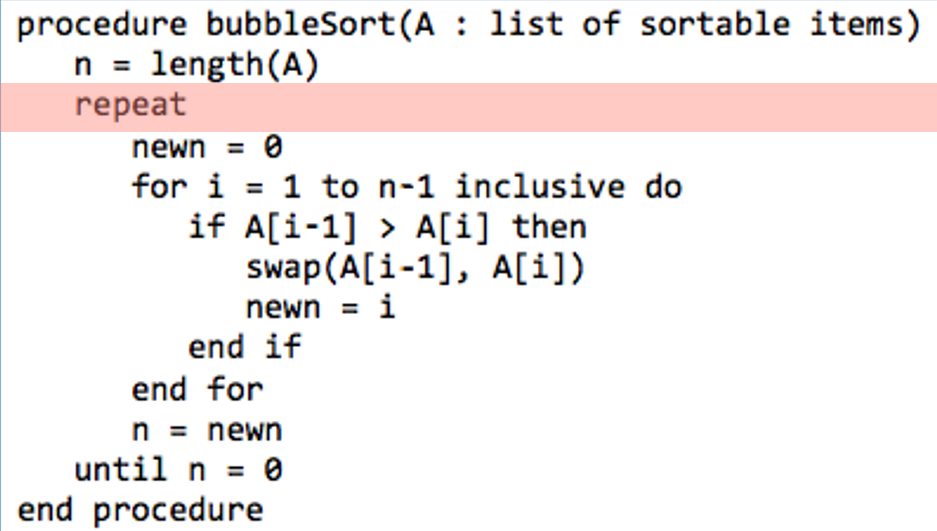 procedure bubbleSort(A : list of sortable items)
n = length(A)
repeat
newn = 0
for i = 1 to n-1 inclusive do
if A[i-1] > A[i] then
swap(A[i-1], A[i])
newn = i
end if
end for
n = newn
until n = 0
end procedure